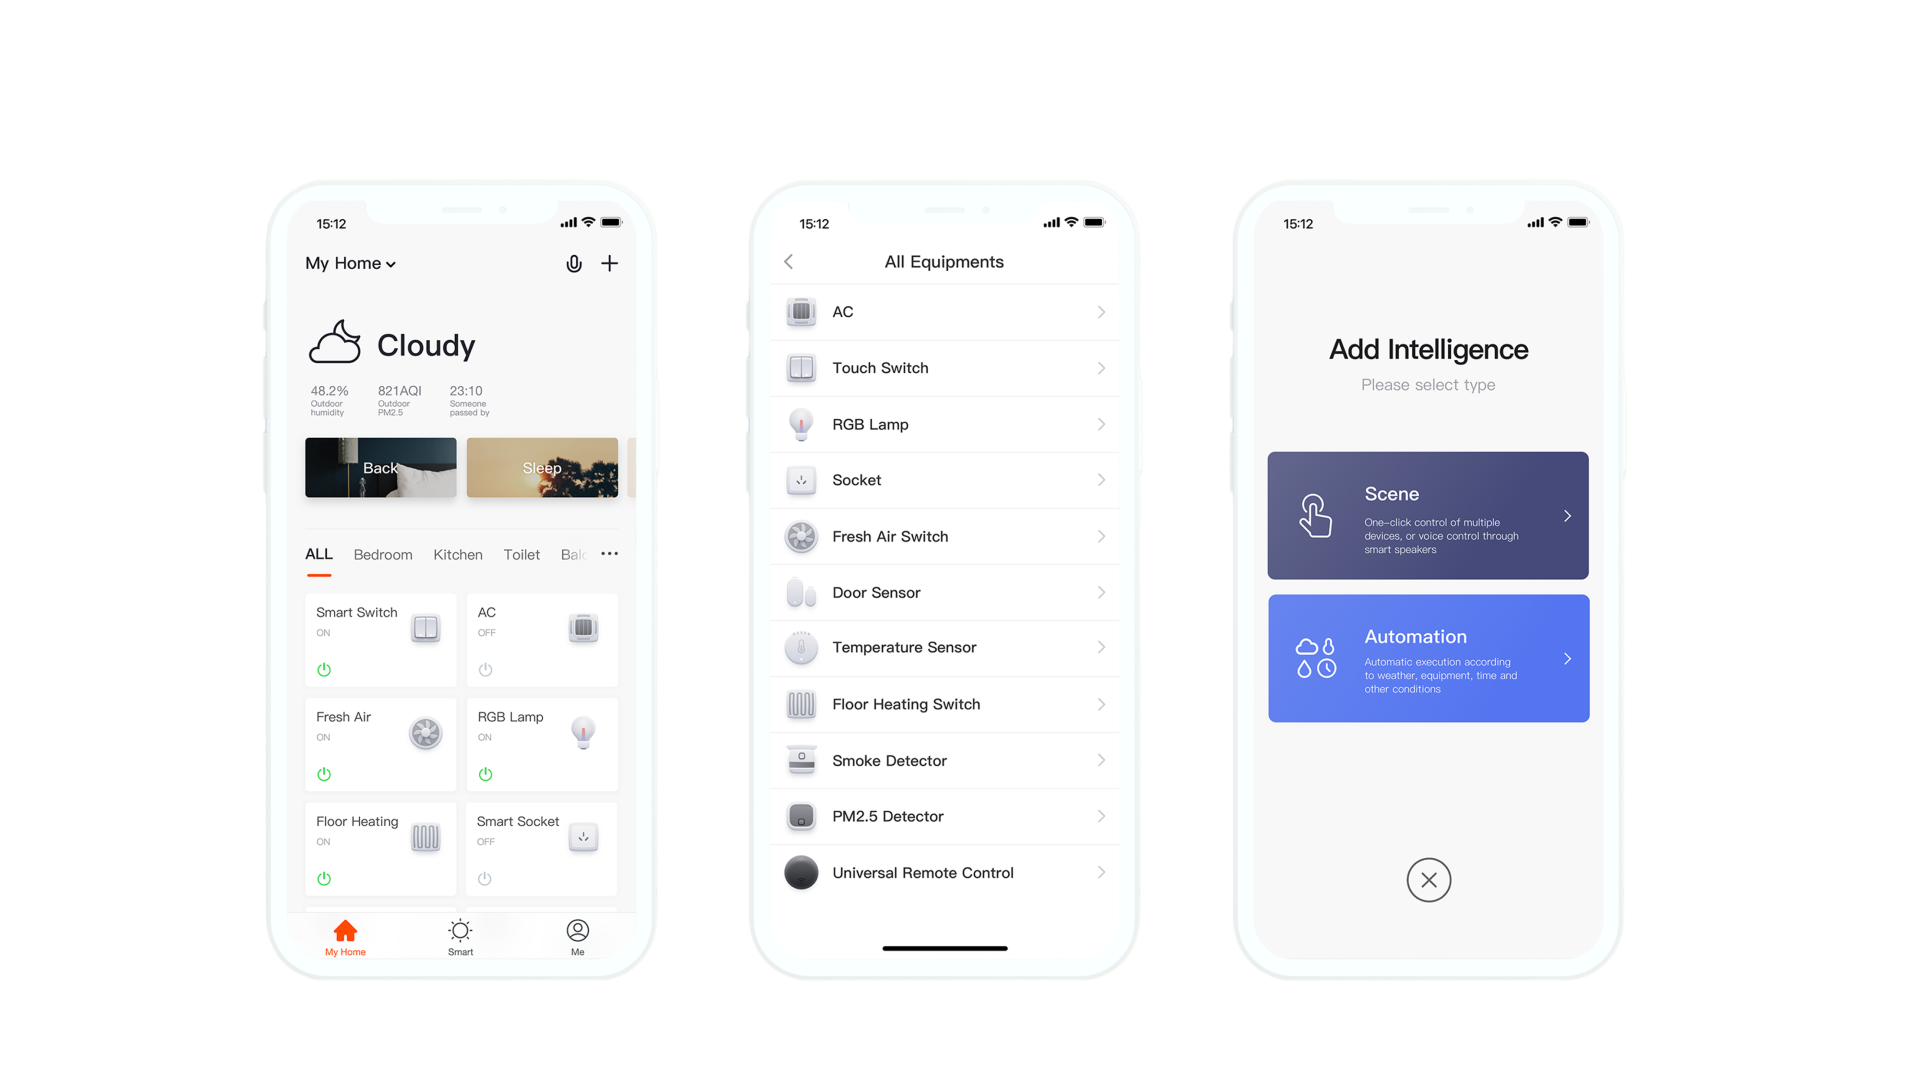 15:12
My Home
Cloudy
48.2%
Outdoor
humidity
821AQI
Outdoor
PM2.5
23:10
Someone
passed by
Back
Sleep
ALL
Bedroom
Kitchen
Toilet
Balc
Smart Switch
ON
AC
OFF
Fresh Air
ON
RGB Lamp
ON
Floor Heating
ON
Smart Socket
OFF
My Home
Smart
Me
15:12
All Equipments
AC
Touch Switch
RGB Lamp
Socket
Fresh Air Switch
Door Sensor
Temperature Sensor
Floor Heating Switch
Smoke Detector
PM2.5 Detector
Universal Remote Control
15:12
Add Intelligence
Please select type
Scene
One-click control of multiple
devices, or voice control through
smart speakers
Automation
Automatic execution according
to weather, equipment, time and
other conditions